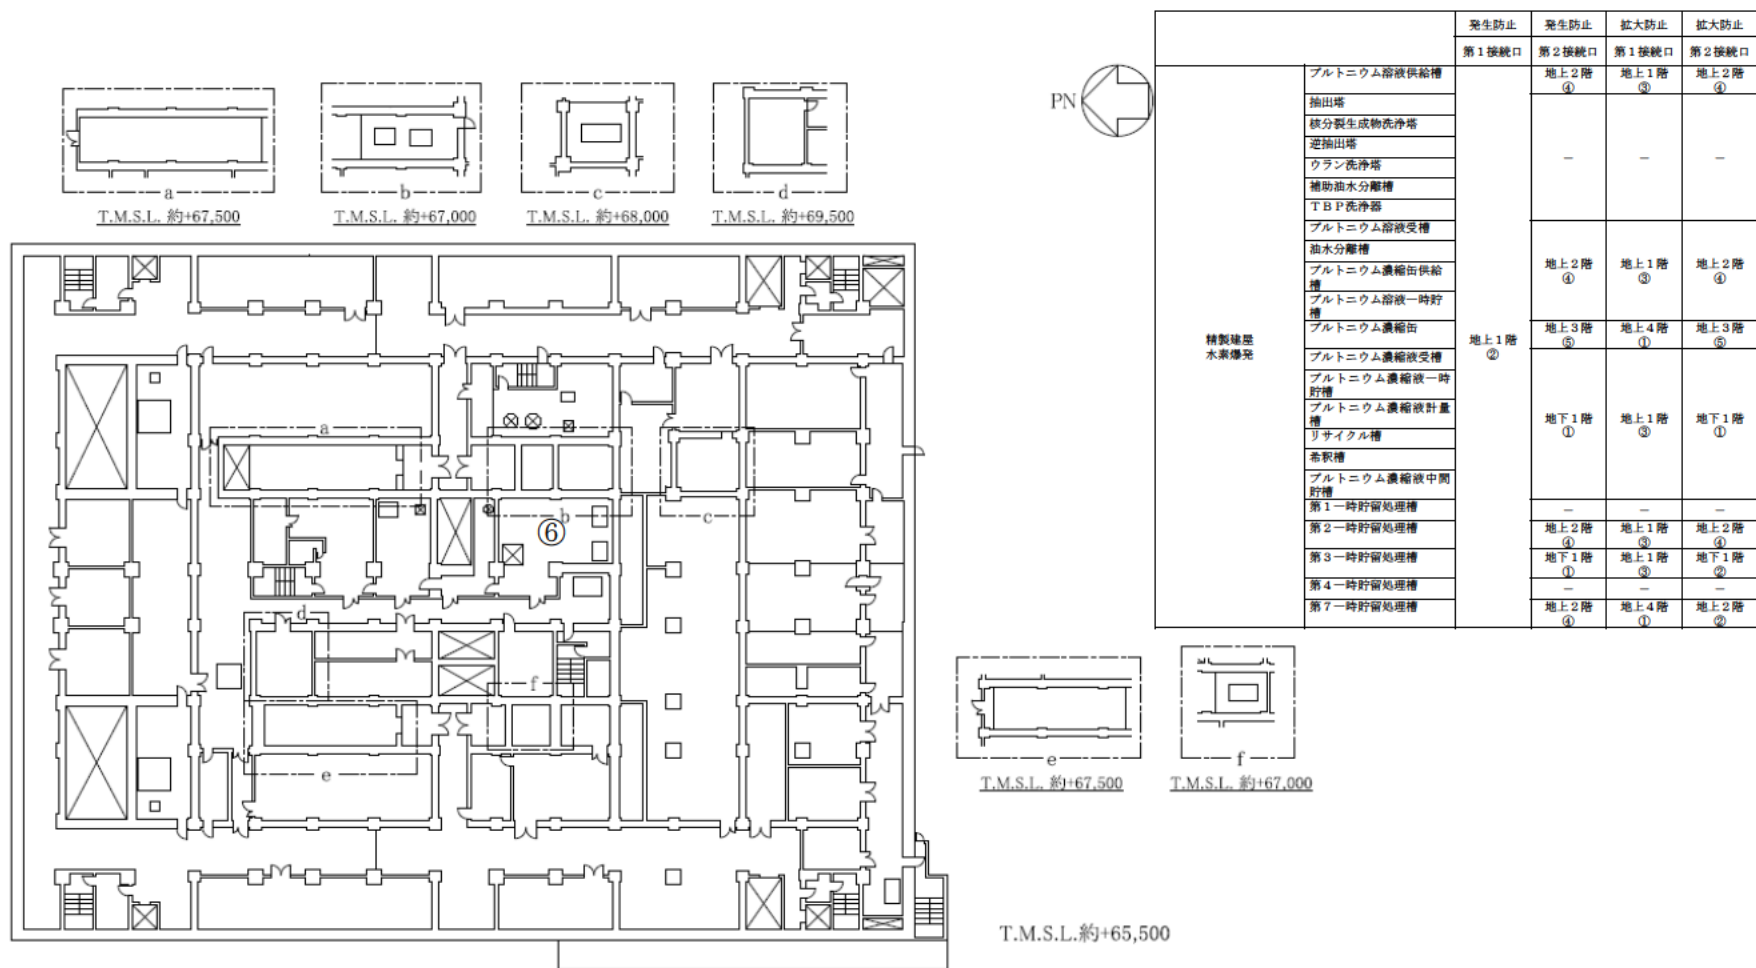 a
T.M.S.L. 約+67,500
b
T.M.S.L. 約+67,000
c
T.M.S.L. 約+68,000
d
T.M.S.L. 約+69,500
PN
発生防止 発生防止 拡大防止 拡大防止
第1接続口 第2接続口 第1接続口 第2接続口
精製建屋
水素爆発
地上1階
②
プルトニウム溶液供給槽 地上2階 地上1階 地上2階
④ ③ ④
抽出塔
核分裂生成物洗浄塔
逆抽出塔
ウラン洗浄塔
補助油水分離槽
TBP洗浄器
－ － －
プルトニウム溶液受槽
油水分離槽
プルトニウム濃縮缶供給
槽
プルトニウム溶液一時貯
槽
地上2階 地上1階 地上2階
④ ③ ④
プルトニウム濃縮缶 地上3階 地上4階 地上3階
⑤ ① ⑤
プルトニウム濃縮液受槽
プルトニウム濃縮液一時
貯槽
プルトニウム濃縮液計量
槽
リサイクル槽
希釈槽
プルトニウム濃縮液中間
貯槽
地下1階 地上1階 地下1階
① ③ ①
第1一時貯留処理槽 － － －
第2一時貯留処理槽 地上2階 地上1階 地上2階
④ ③ ④
第3一時貯留処理槽 地下1階 地上1階 地下1階
① ③ ②
第4一時貯留処理槽 － － －
第7一時貯留処理槽 地上2階 地上4階 地上2階
④ ① ②
a
b
c
⑥
d
f
e
e
T.M.S.L. 約+67,500
f
T.M.S.L. 約+67,000
T.M.S.L.約+65,500